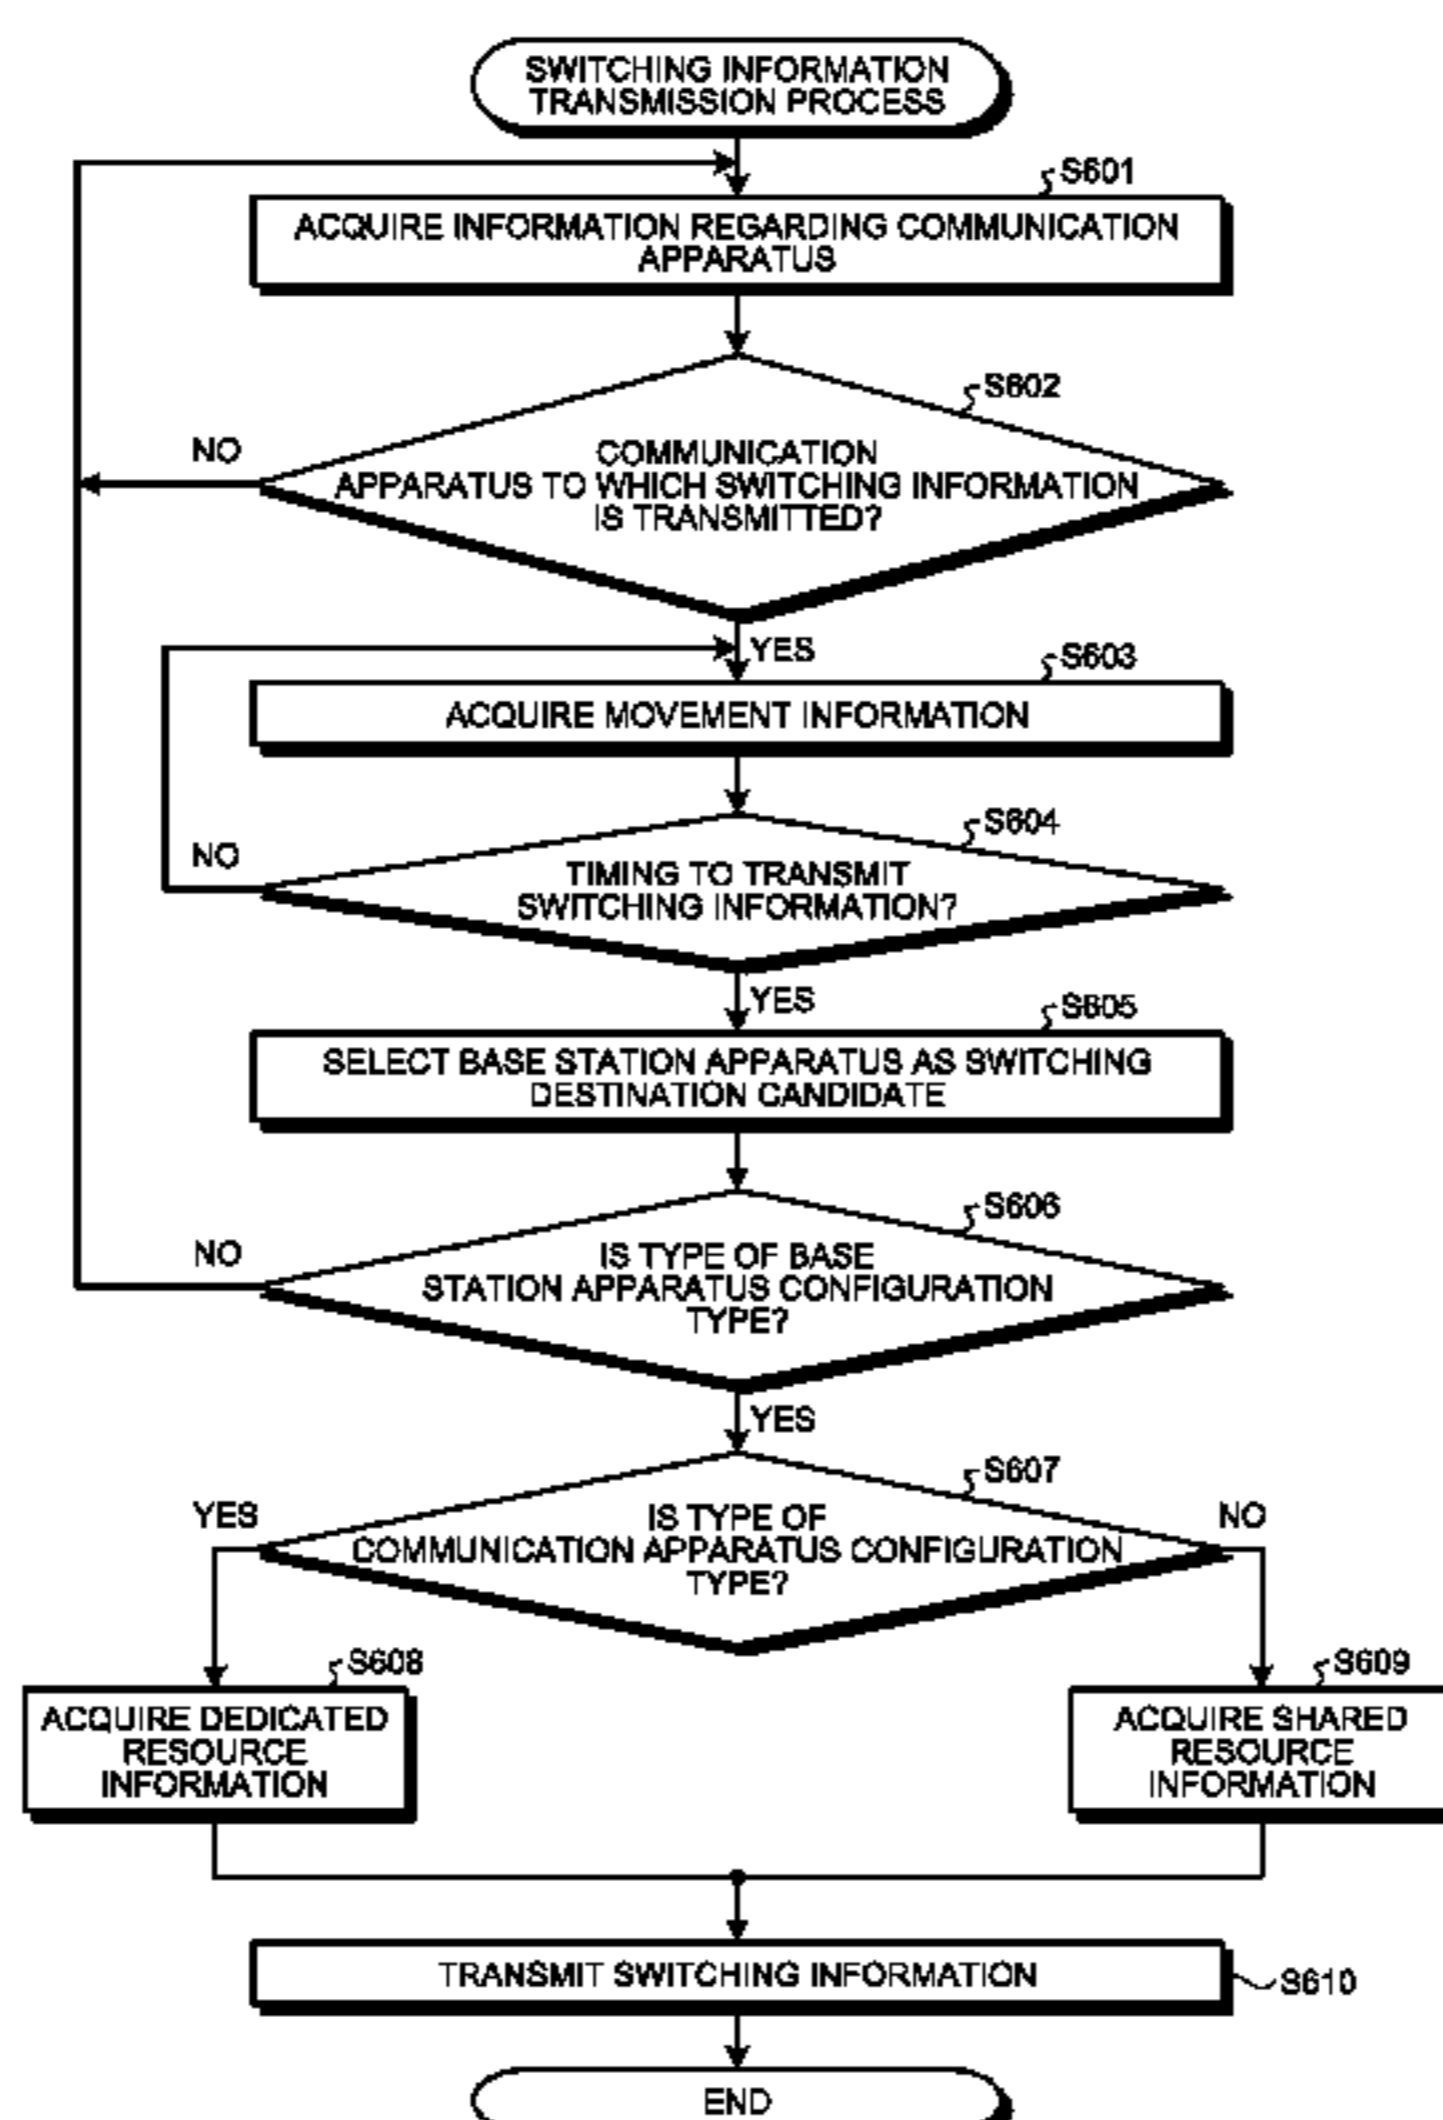 SWITCHING INFORMATION
TRANSMISSION PROCESS
S601
ACQUIRE INFORMATION REGARDING COMMUNICATION
APPARATUS
S602
NO
COMMUNICATION
APPARATUS TO WHICH SWITCHING INFORMATION
IS TRANSMITTED?
YES
S603
ACQUIRE MOVEMENT INFORMATION
S604
NO
TIMING TO TRANSMIT
SWITCHING INFORMATION?
YES
S605
SELECT BASE STATION APPARATUS AS SWITCHING
DESTINATION CANDIDATE
S606
NO
IS TYPE OF BASE
STATION APPARATUS CONFIGURATION
TYPE?
YES
S607
YES
NO
IS TYPE OF
COMMUNICATION APPARATUS CONFIGURATION
TYPE?
S608
ACQUIRE DEDICATED
RESOURCE
INFORMATION
S609
ACQUIRE SHARED
RESOURCE
INFORMATION
TRANSMIT SWITCHING INFORMATION
S610
END